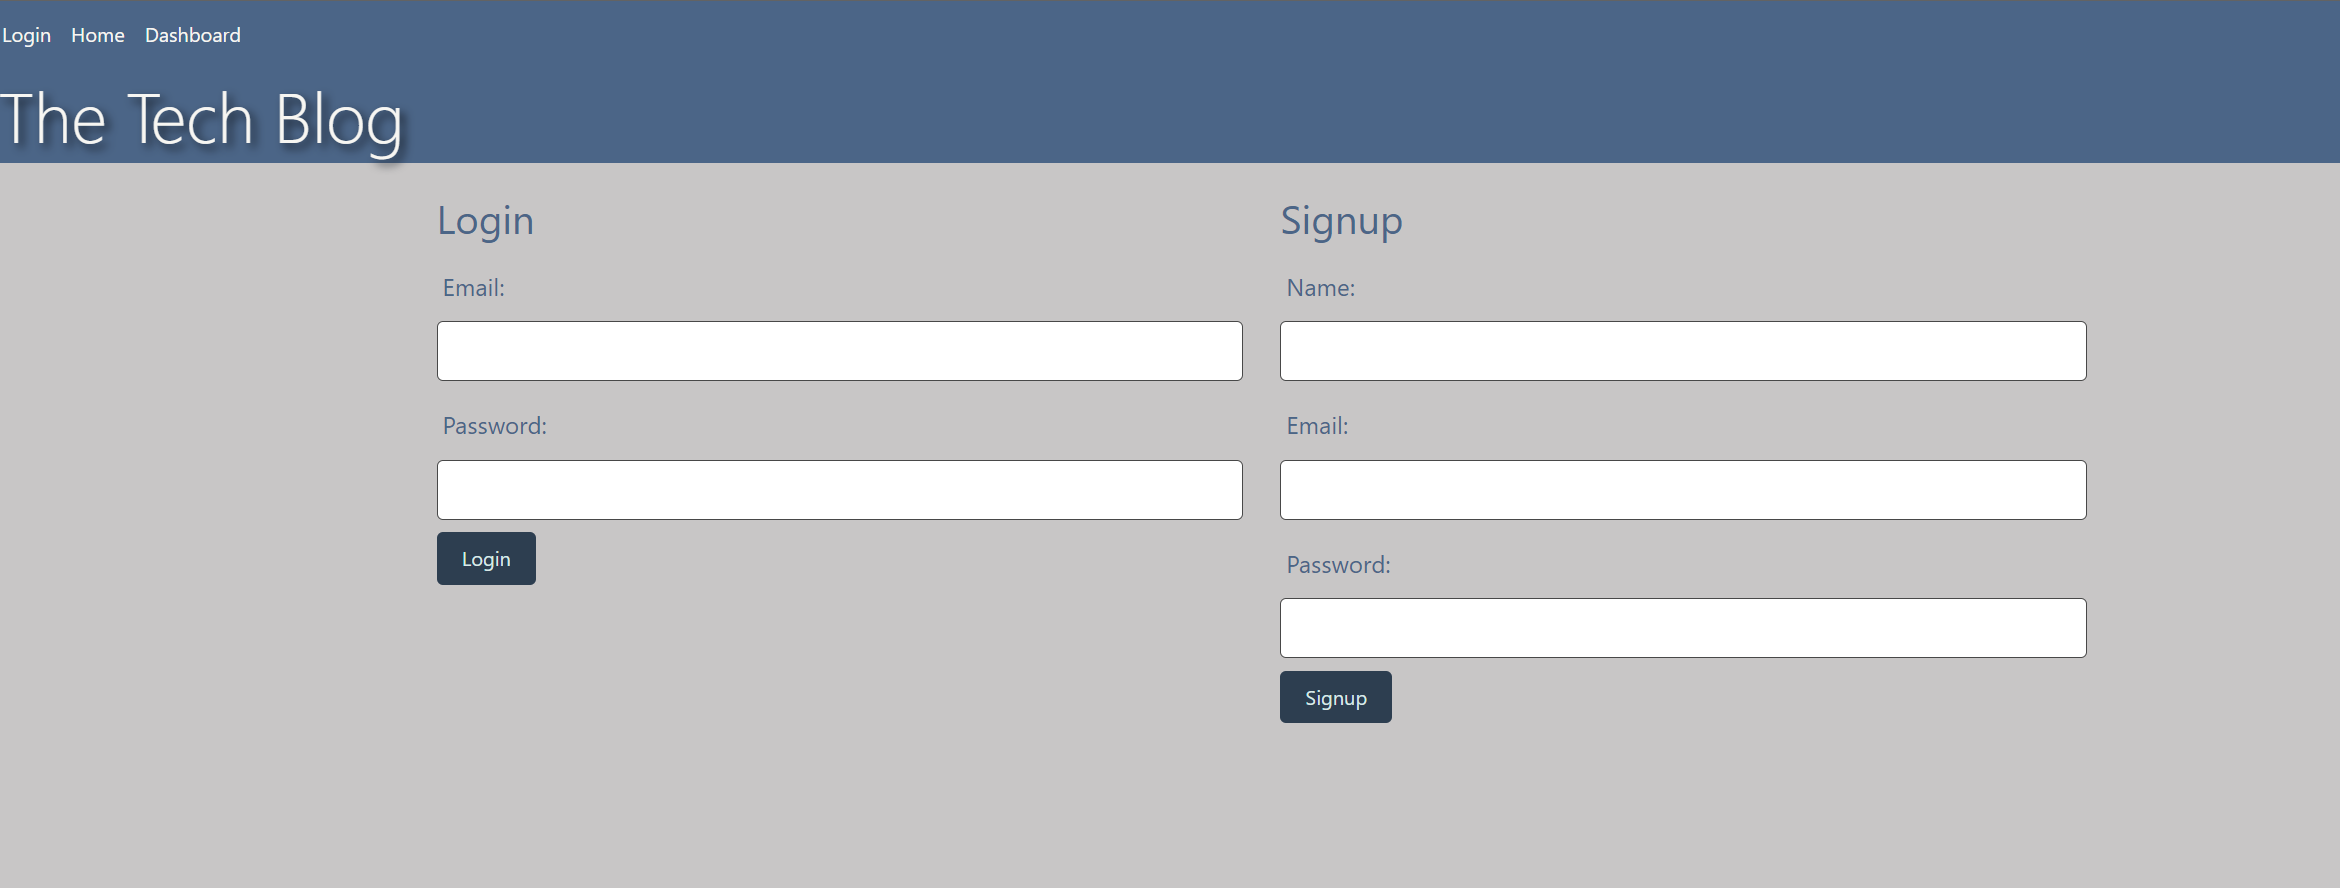 Login Home Dashboard
The Tech Blog
Login
Email:
Password:
Login
Signup
Name:
Email:
Password:
Signup